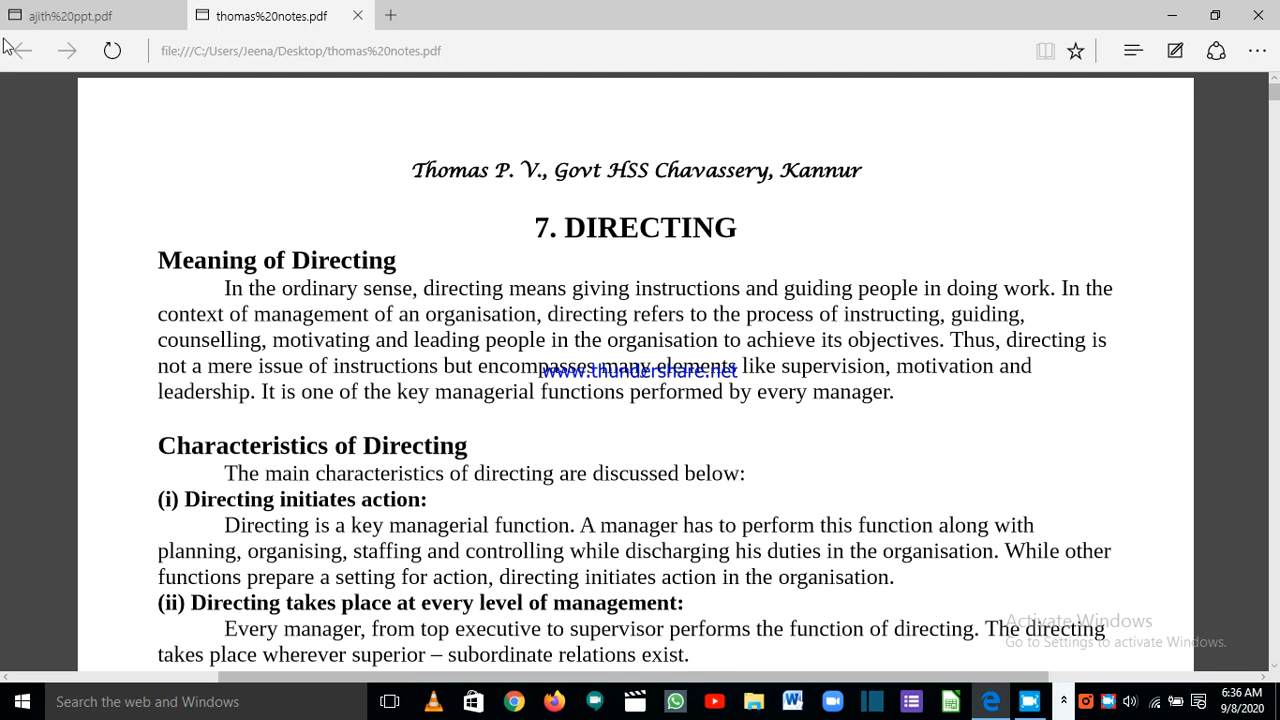 ajith%20ppt.pdf
thomas%20notes.pdf
file:///C:/Users/Jeena/Desktop/thomas%20notes.pdf
Thomas P. V., Govt HSS Chavassery, Kannur
7. DIRECTING
Meaning of Directing
In the ordinary sense, directing means giving instructions and guiding people in doing work. In the
context of management of an organisation, directing refers to the process of instructing, guiding,
counselling, motivating and leading people in the organisation to achieve its objectives. Thus, directing is
not a mere issue of instructions but encompasses many elements like supervision, motivation and
www.thundershare.net
leadership. It is one of the key managerial functions performed by every manager.
Characteristics of Directing
The main characteristics of directing are discussed below:
(i) Directing initiates action:
Directing is a key managerial function. A manager has to perform this function along with
planning, organising, staffing and controlling while discharging his duties in the organisation. While other
functions prepare a setting for action, directing initiates action in the organisation.
(ii) Directing takes place at every level of management:
Every manager, from top executive to supervisor performs the function of directing. The directing
takes place wherever superior – subordinate relations exist.
Activate Windows
Go to Settings to activate Windows.
Search the web and Windows
6:36 AM
9/8/2020